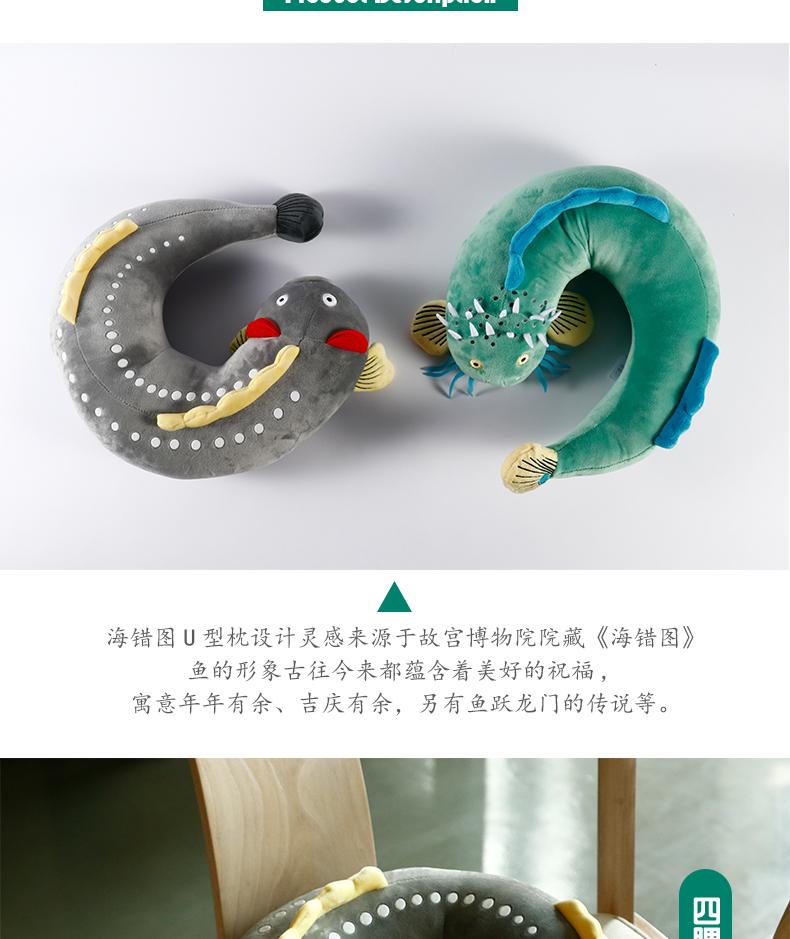 Product Description
海错图U型枕设计灵感来源于故宫博物院院藏《海错图》
鱼的形象古往今来都蕴含着美好的祝福，
寓意年年有余、吉庆有余，另有鱼跃龙门的传说等。
四